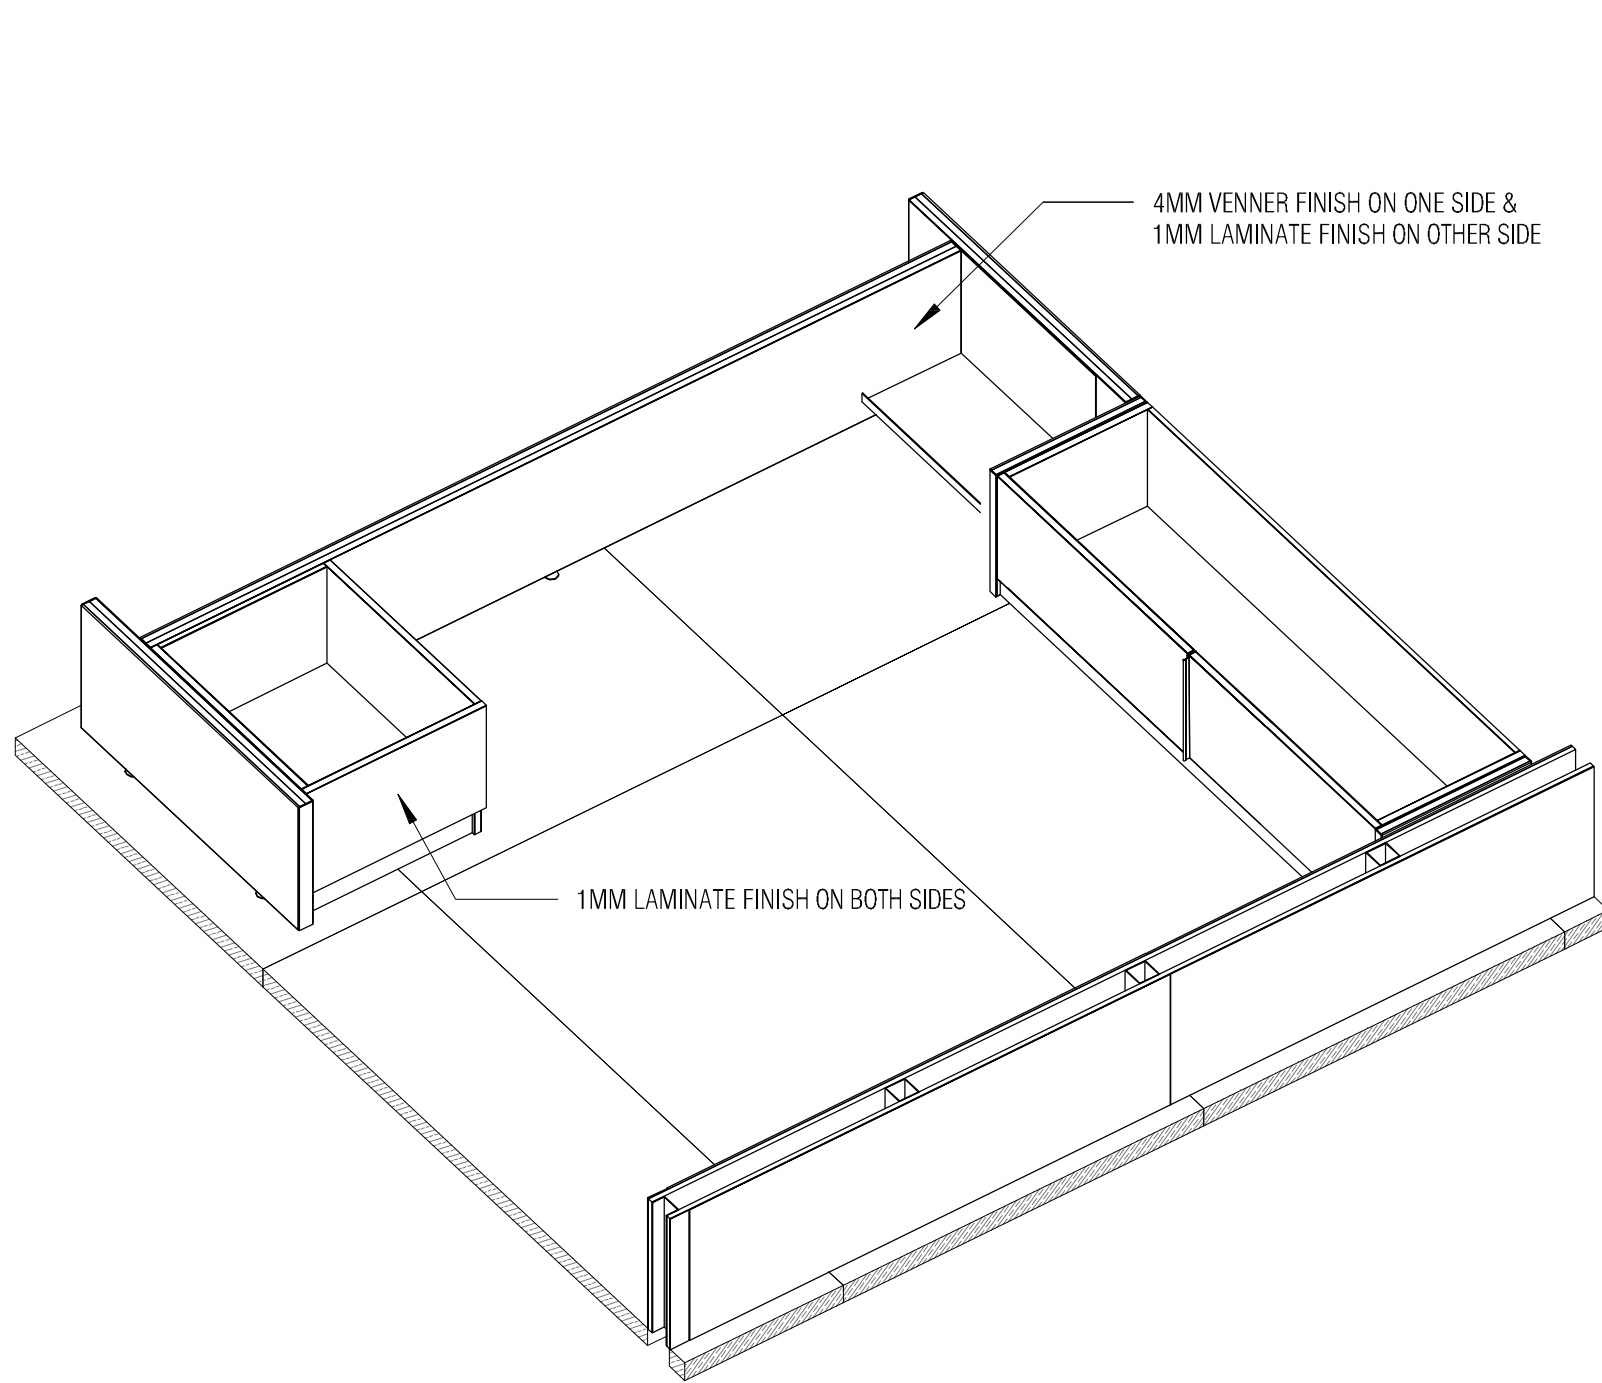 4MM VENNER FINISH ON ONE SIDE &
1MM LAMINATE FINISH ON OTHER SIDE
1MM LAMINATE FINISH ON BOTH SIDES